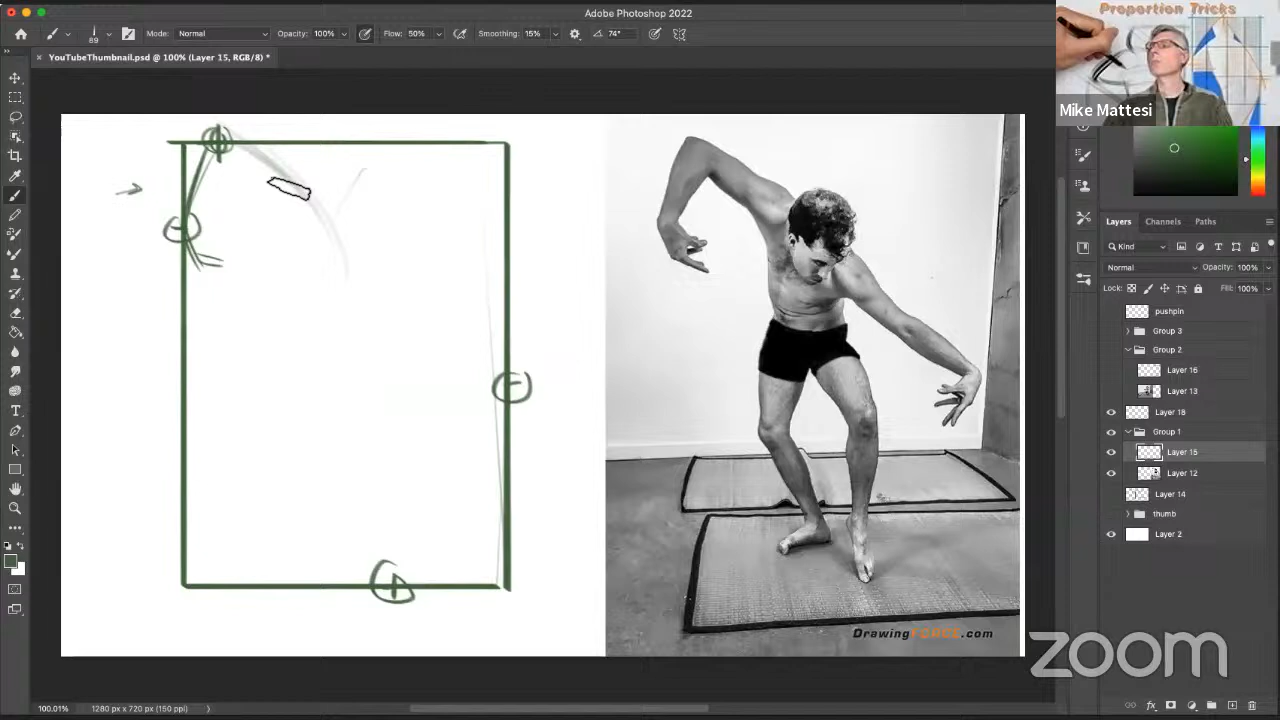 Adobe Photoshop 2022
Proportion Tricks
89
Mode: Normal
Opacity: 100%
Flow: 50%
Smoothing: 15%
74°
YouTubeThumbnail.psd @ 100% (Layer 15, RGB/8) *
Mike Mattesi
Layers Channels Paths
Kind
Normal
Opacity: 100%
Lock:
Fill: 100%
pushpin
Group 3
Group 2
Layer 16
Layer 13
Layer 18
Group 1
Layer 15
Layer 12
Layer 14
thumb
Layer 2
DrawingFORCE.com
zoom
100.01%
1280 px x 720 px (150 ppi)
fx